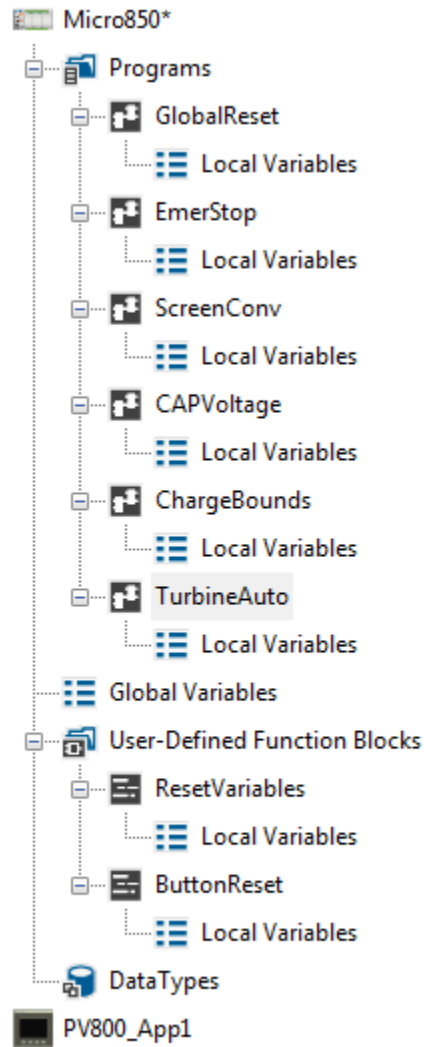 Micro850*
Programs
GlobalReset
Local Variables
EmerStop
Local Variables
ScreenConv
Local Variables
CAPVoltage
Local Variables
ChargeBounds
Local Variables
TurbineAuto
Local Variables
Global Variables
User-Defined Function Blocks
ResetVariables
Local Variables
ButtonReset
Local Variables
DataTypes
PV800_App1